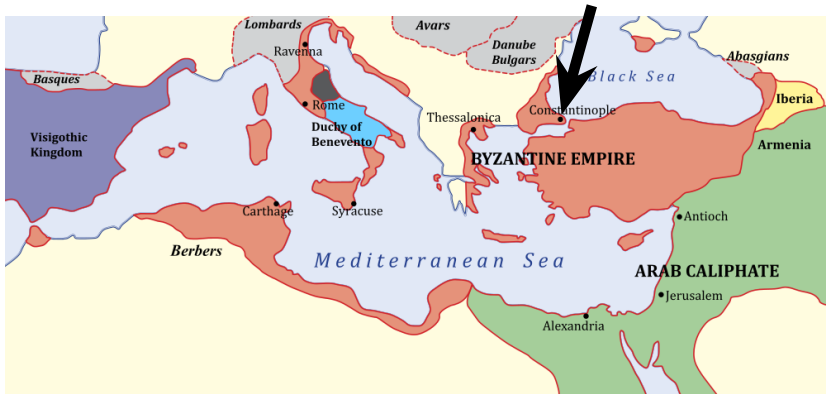 Lombards
Avars
Danube
Bulgars
Ravenna
Abasgians
Basques
Black Sea
Iberia
Rome
Constantinople
Thessalonica
Duchy of
Benevento
Visigothic
Kingdom
Armenia
BYZANTINE EMPIRE
Carthage
Syracuse
Antioch
Berbers
Mediterranean Sea
ARAB CALIPHATE
Jerusalem
Alexandria